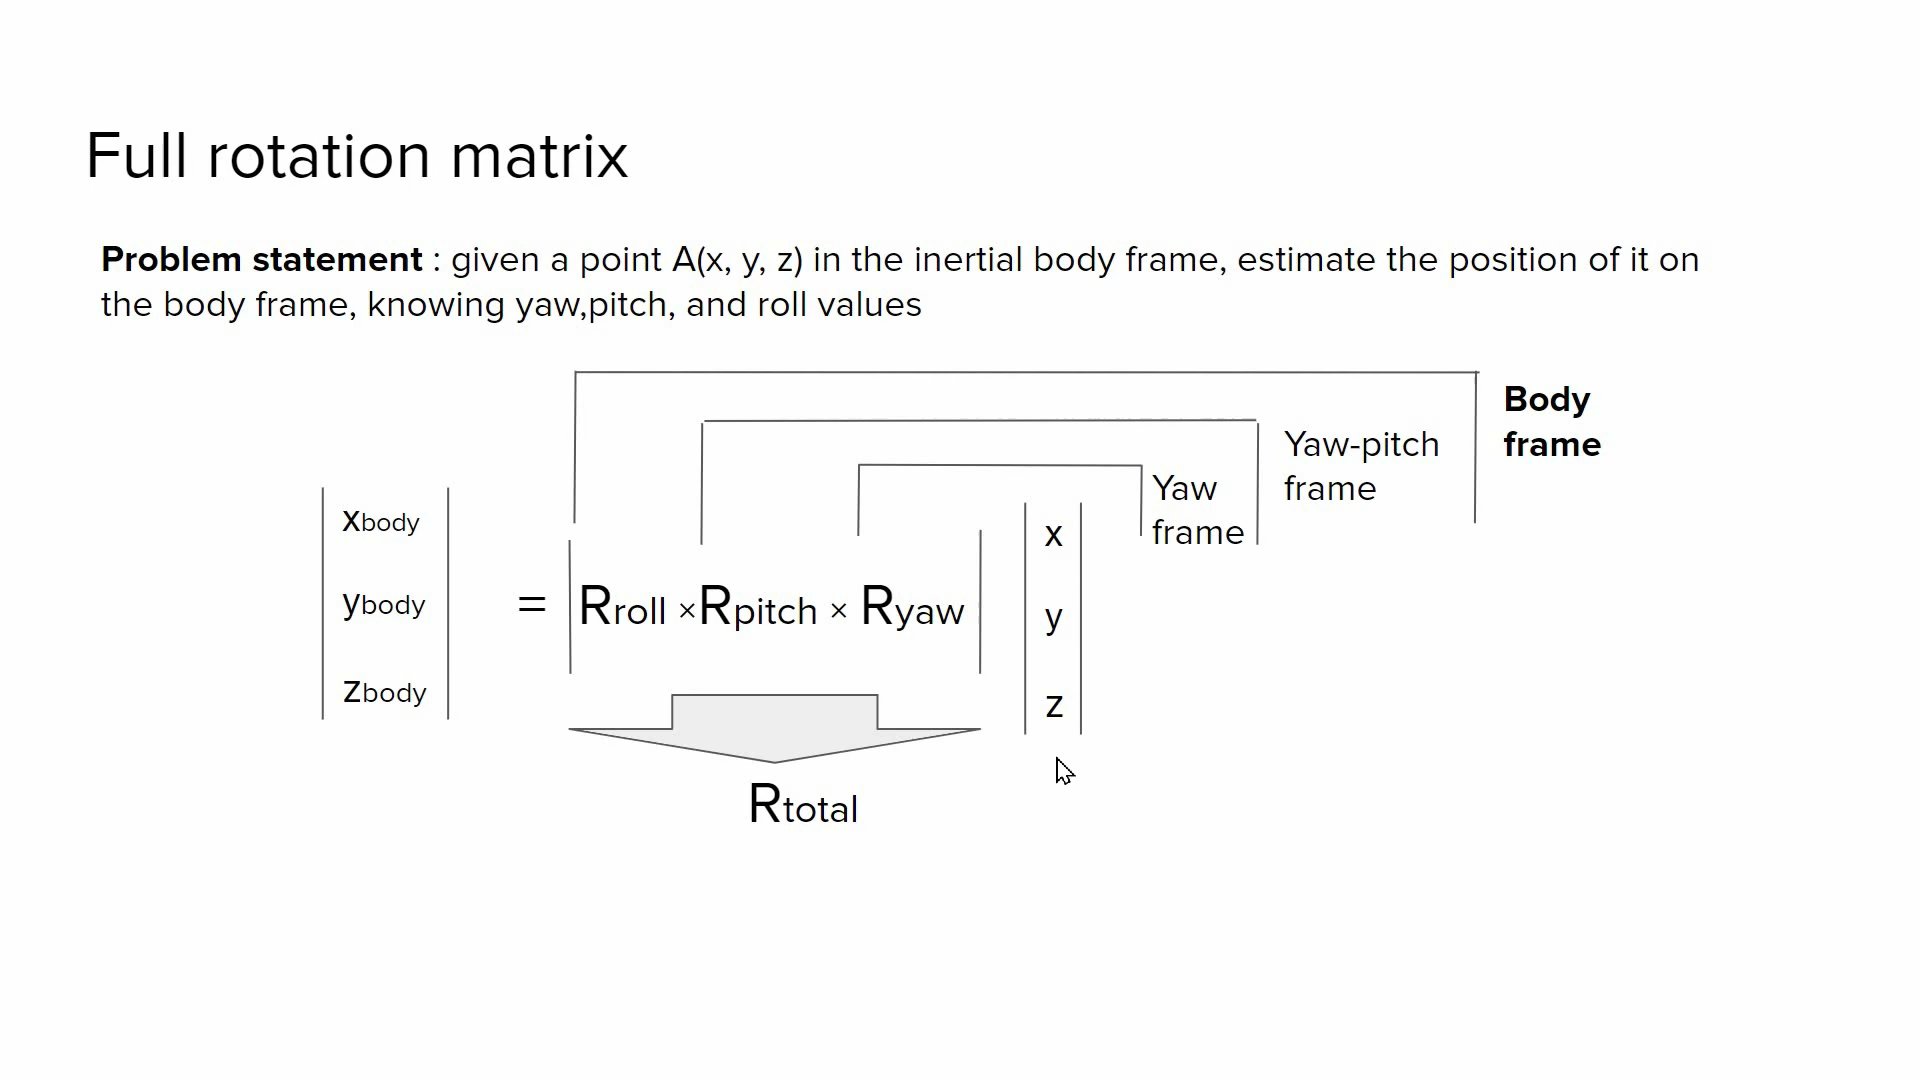 Full rotation matrix
Problem statement : given a point A(x, y, z) in the inertial body frame, estimate the position of it on
the body frame, knowing yaw,pitch, and roll values
Body
frame
Yaw-pitch
frame
Yaw
frame
xbody
ybody
zbody
=
Rroll ×Rpitch × Ryaw
x
y
z
Rtotal